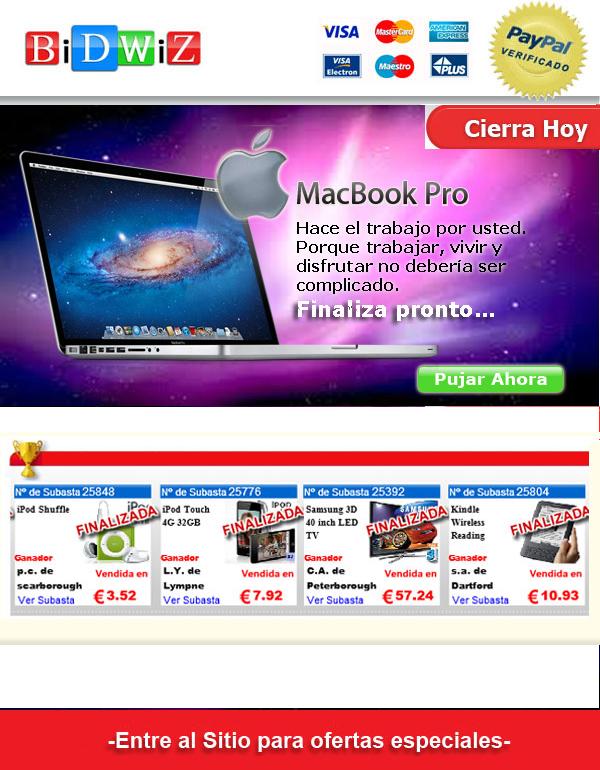 BiDWiZ
VISA
MasterCard
AMERICAN EXPRESS
VISA Electron
Maestro
PLUS
PayPal
VERIFICADO
Cierra Hoy
MacBook Pro
Hace el trabajo por usted.
Porque trabajar, vivir y
disfrutar no debería ser
complicado.
Finaliza pronto...
Pujar Ahora
Nº de Subasta 25848
iPod Shuffle
FINALIZADA
Ganador
p.c. de
scarborough
Vendida en
Ver Subasta
€3.52
Nº de Subasta 25776
iPod Touch
4G 32GB
FINALIZADA
Ganador
L.Y. de
Lympne
Vendida en
Ver Subasta
€7.92
Nº de Subasta 25392
Samsung 3D
40 inch LED
TV
FINALIZADA
Ganador
C.A. de
Peterborough
Vendida en
Ver Subasta
€57.24
Nº de Subasta 25804
Kindle
Wireless
Reading
FINALIZADA
Ganador
s.a. de
Dartford
Vendida en
Ver Subasta
€10.93
-Entre al Sitio para ofertas especiales-